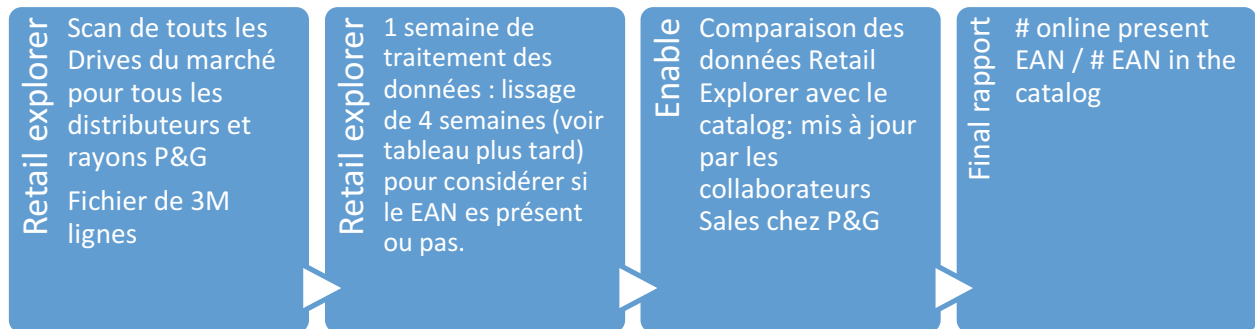 Retail explorer
Scan de touts les
Drives du marché
pour tous les
distributeurs et
rayons P&G
Fichier de 3M
lignes
Retail explorer
1 semaine de
traitement des
données : lissage
de 4 semaines (voir
tableau plus tard)
pour considérer si
le EAN es présent
ou pas.
Enable
Comparaison des
données Retail
Explorer avec le
catalog: mis à jour
par les
collaborateurs
Sales chez P&G
Final rapport
# online present
EAN / # EAN in the
catalog